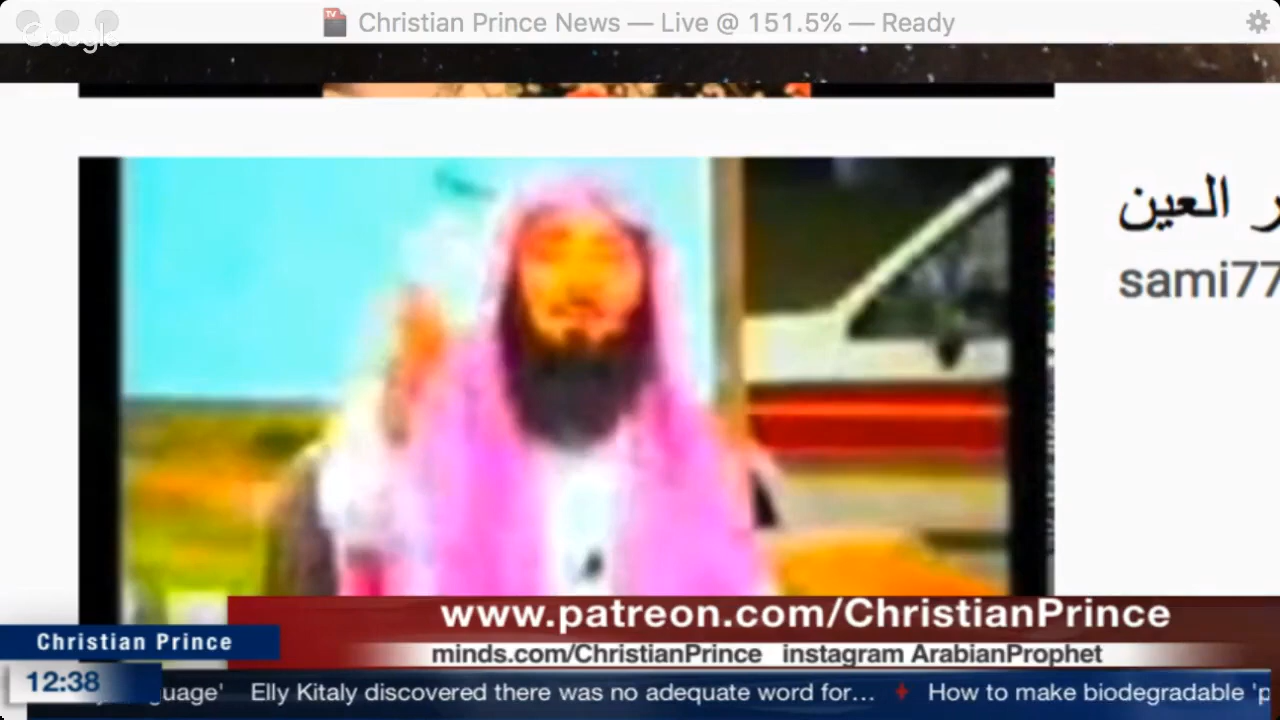 Christian Prince News — Live @ 151.5% — Ready
Google
ر العين
sami77
www.patreon.com/ChristianPrince
Christian Prince
minds.com/ChristianPrince instagram ArabianProphet
12:38
guage' Elly Kitaly discovered there was no adequate word for... How to make biodegradable 'p